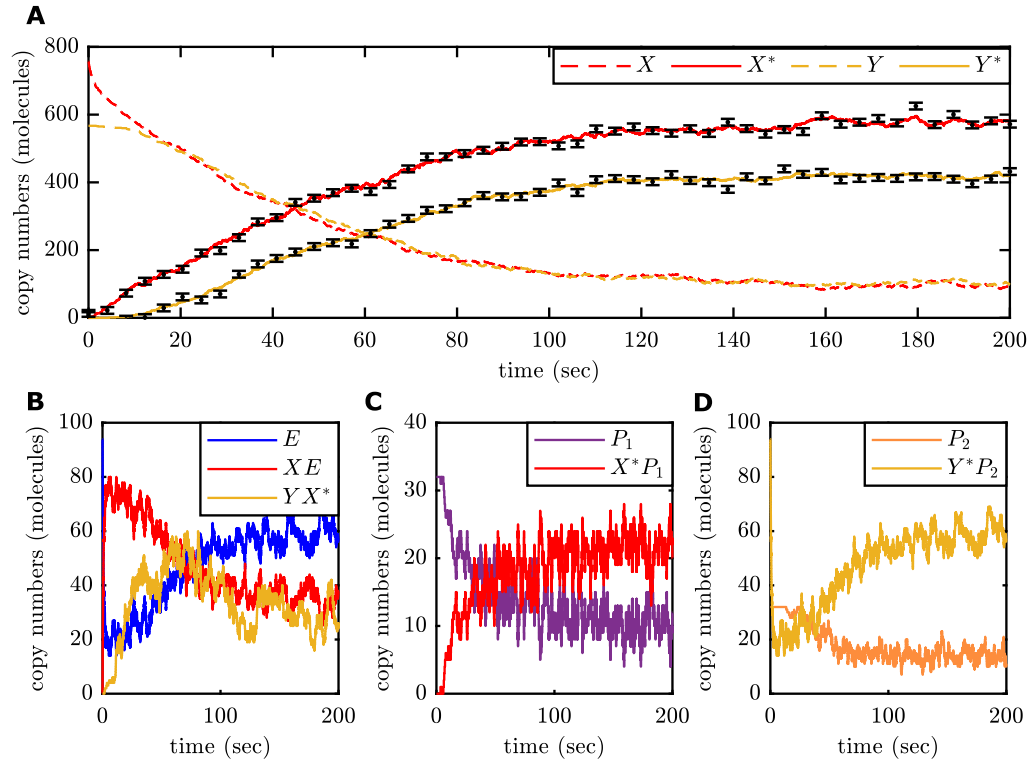 A
copy numbers (molecules)
800
600
400
200
0
X X* Y Y*
0 20 40 60 80 100 120 140 160 180 200
time (sec)
B
copy numbers (molecules)
100
80
60
40
20
0
E
XE
YX*
0 100 200
time (sec)
C
copy numbers (molecules)
40
30
20
10
0
P₁
X*P₁
0 100 200
time (sec)
D
copy numbers (molecules)
100
80
60
40
20
0
P₂
Y*P₂
0 100 200
time (sec)